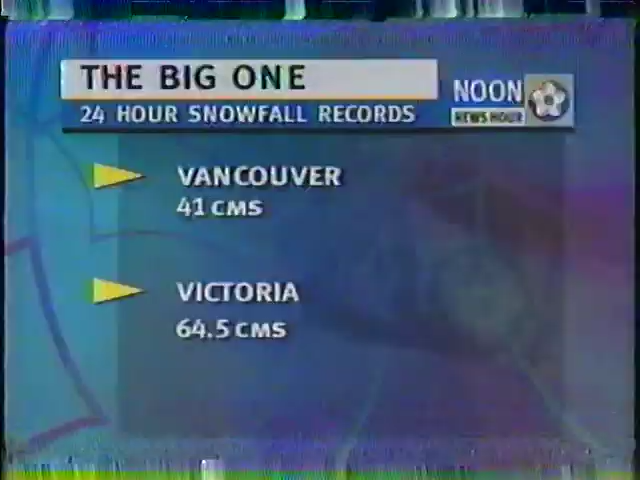 THE BIG ONE
24 HOUR SNOWFALL RECORDS
NOON
NEWS HOUR
VANCOUVER
41 CMS
VICTORIA
64.5 CMS